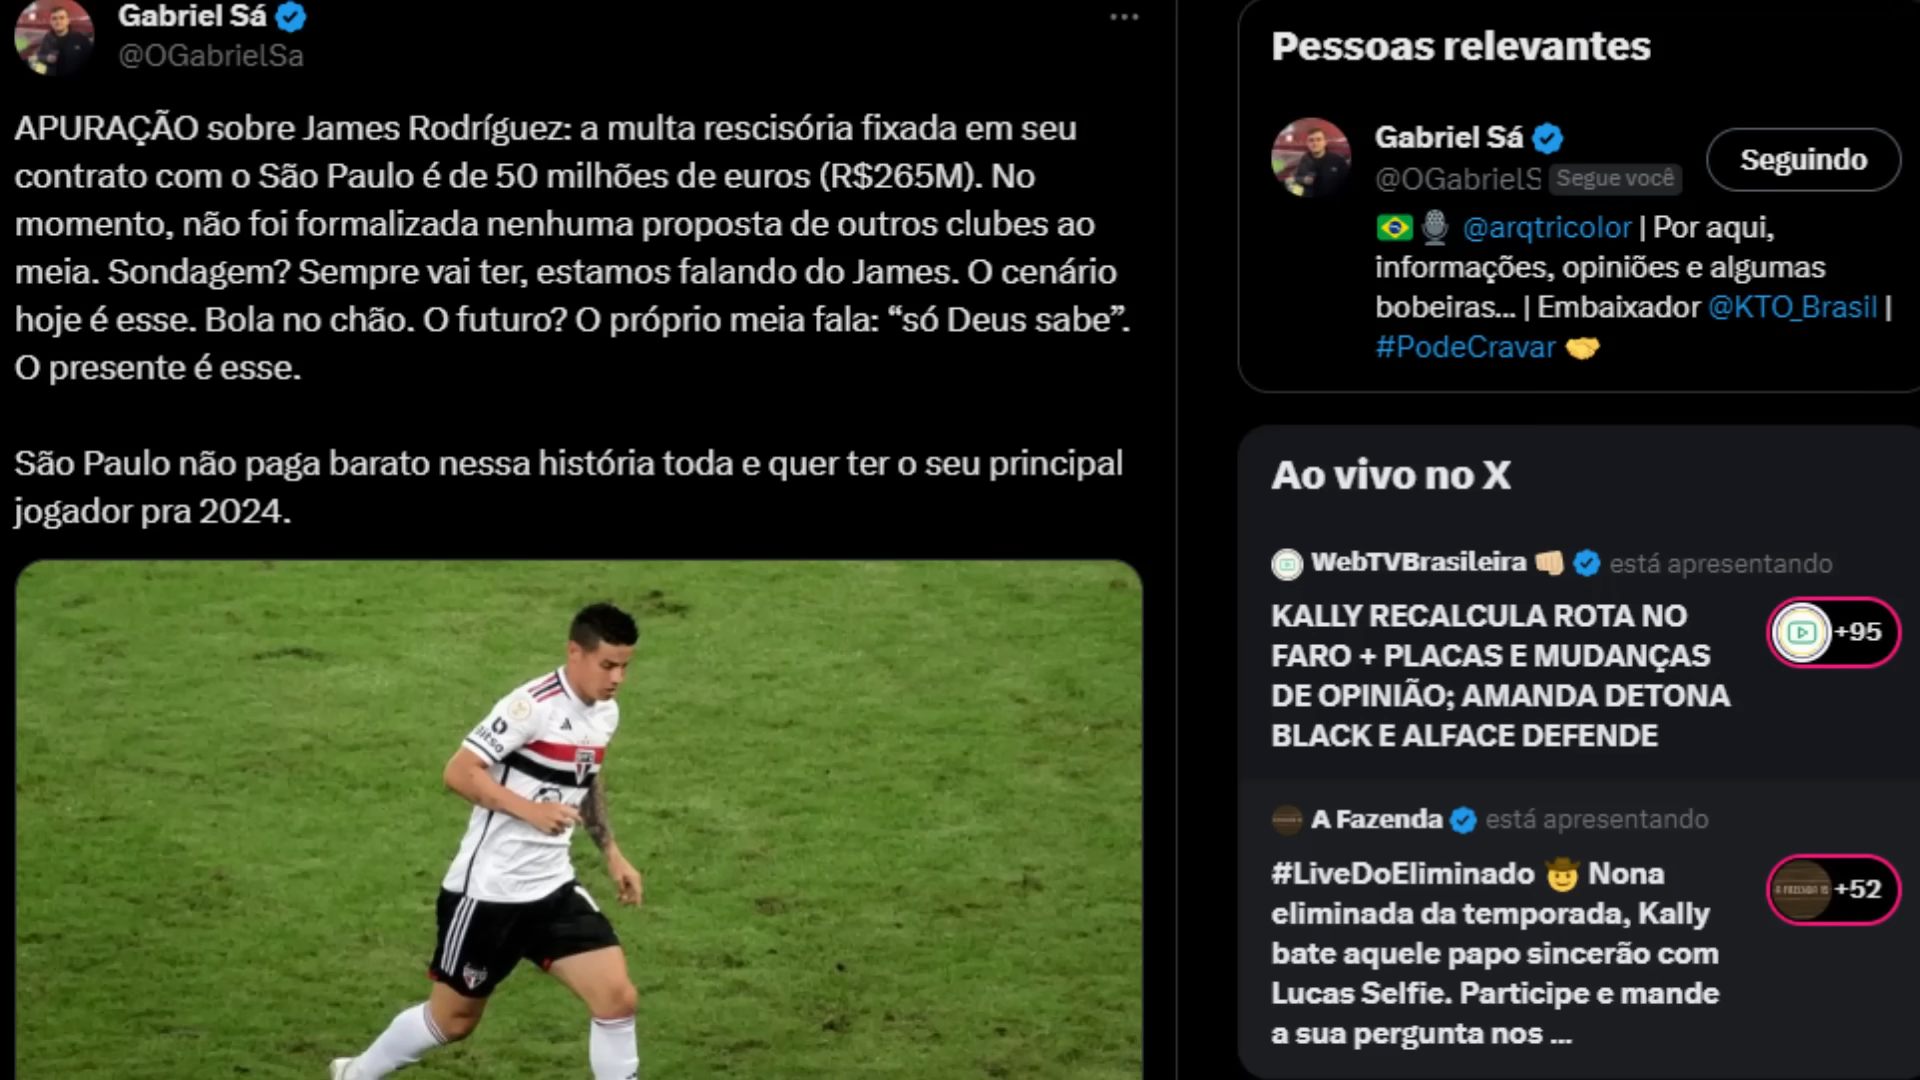 Gabriel Sá
@OGabrielSa
APURAÇÃO sobre James Rodríguez: a multa rescisória fixada em seu
contrato com o São Paulo é de 50 milhões de euros (R$265M). No
momento, não foi formalizada nenhuma proposta de outros clubes ao
meia. Sondagem? Sempre vai ter, estamos falando do James. O cenário
hoje é esse. Bola no chão. O futuro? O próprio meia fala: “só Deus sabe”.
O presente é esse.
São Paulo não paga barato nessa história toda e quer ter o seu principal
jogador pra 2024.
bitso
Pessoas relevantes
Gabriel Sá
@OGabrielS Segue você
Seguindo
🇧🇷🎙️ @arqtricolor | Por aqui,
informações, opiniões e algumas
bobeiras... | Embaixador @KTO_Brasil |
#PodeCravar 🤝
Ao vivo no X
WebTVBrasileira 👊🏻 está apresentando
KALLY RECALCULA ROTA NO
FARO + PLACAS E MUDANÇAS
DE OPINIÃO; AMANDA DETONA
BLACK E ALFACE DEFENDE
+95
A Fazenda está apresentando
#LiveDoEliminado 🤠 Nona
eliminada da temporada, Kally
bate aquele papo sincerão com
Lucas Selfie. Participe e mande
a sua pergunta nos ...
A FAZENDA 15
+52